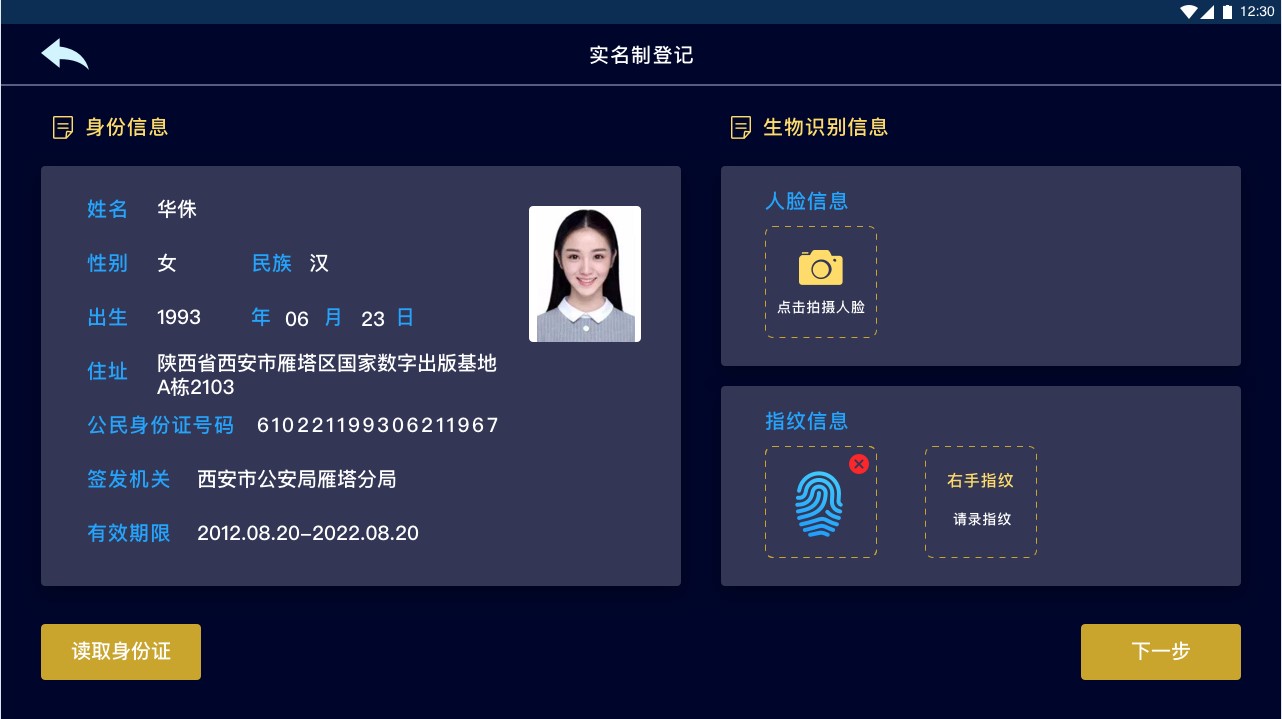 12:30
实名制登记
身份信息
姓名 华侏
性别 女 民族 汉
出生 1993 年 06 月 23 日
住址 陕西省西安市雁塔区国家数字出版基地
A栋2103
公民身份证号码 610221199306211967
签发机关 西安市公安局雁塔分局
有效期限 2012.08.20-2022.08.20
读取身份证
生物识别信息
人脸信息
点击拍摄人脸
指纹信息
右手指纹
请录指纹
下一步